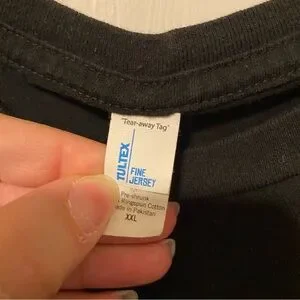 "Tear-away Tag"
TULTEX
FINE
JERSEY
Pre-shrunk
Ringspun Cotton
Made in Pakistan
XXL